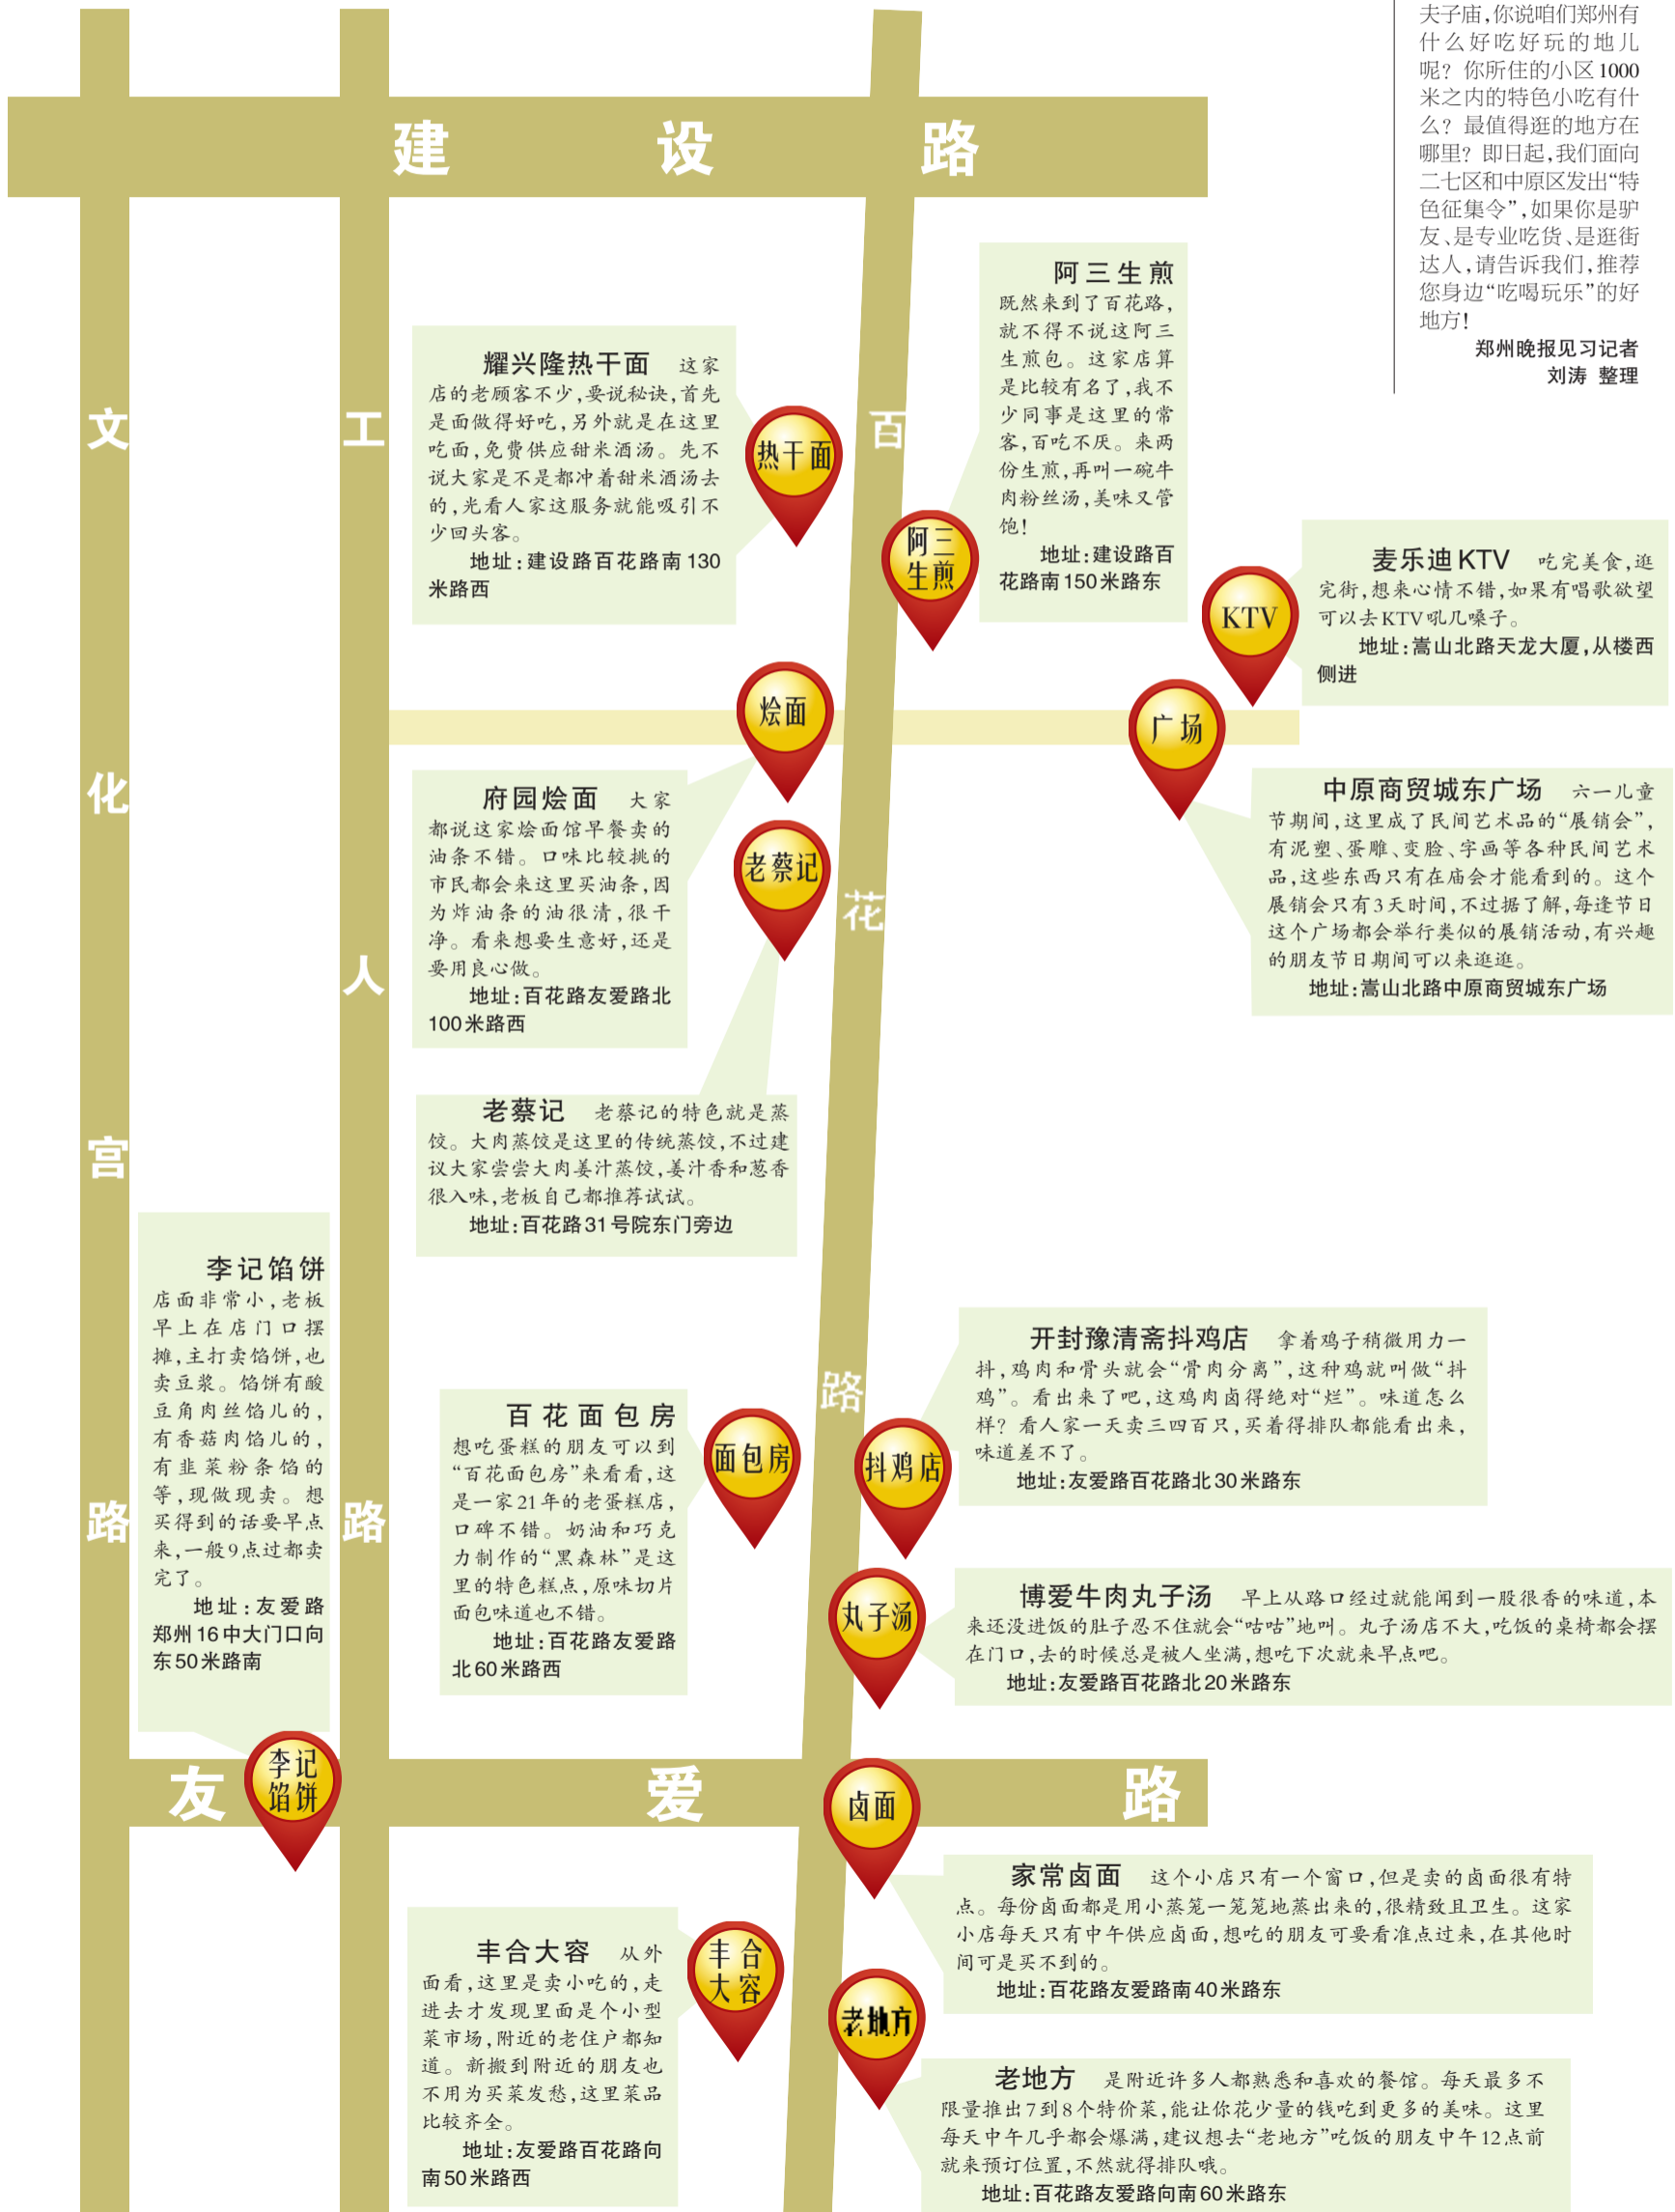 夫子庙,你说咱们郑州有
什么好吃好玩的地儿
呢？你所住的小区1000
米之内的特色小吃有什
么？最值得逛的地方在
哪里？即日起,我们面向
二七区和中原区发出“特
色征集令”,如果你是驴
友、是专业吃货、是逛街
达人,请告诉我们,推荐
您身边“吃喝玩乐”的好
地方!
郑州晚报见习记者
刘涛 整理
建设路
文化宫路
工人路
百花路
友爱路
耀兴隆热干面 这家
店的老顾客不少,要说秘诀,首先
是面做得好吃,另外就是在这里
吃面,免费供应甜米酒汤。先不
说大家是不是都冲着甜米酒汤去
的,光看人家这服务就能吸引不
少回头客。
地址:建设路百花路南130
米路西
热干面
阿三生煎
既然来到了百花路,
就不得不说这阿三
生煎包。这家店算
是比较有名了,我不
少同事是这里的常
客,百吃不厌。来两
份生煎,再叫一碗牛
肉粉丝汤,美味又管
饱!
地址:建设路百
花路南150米路东
阿三
生煎
KTV
麦乐迪KTV 吃完美食,逛
完街,想来心情不错,如果有唱歌欲望
可以去KTV吼几嗓子。
地址:嵩山北路天龙大厦,从楼西
侧进
烩面
广场
府园烩面 大家
都说这家烩面馆早餐卖的
油条不错。口味比较挑的
市民都会来这里买油条,因
为炸油条的油很清,很干
净。看来想要生意好,还是
要用良心做。
地址:百花路友爱路北
100米路西
老蔡记
中原商贸城东广场 六一儿童
节期间,这里成了民间艺术品的“展销会”,
有泥塑、蛋雕、变脸、字画等各种民间艺术
品,这些东西只有在庙会才能看到的。这个
展销会只有3天时间,不过据了解,每逢节日
这个广场都会举行类似的展销活动,有兴趣
的朋友节日期间可以来逛逛。
地址:嵩山北路中原商贸城东广场
老蔡记 老蔡记的特色就是蒸
饺。大肉蒸饺是这里的传统蒸饺,不过建
议大家尝尝大肉姜汁蒸饺,姜汁香和葱香
很入味,老板自己都推荐试试。
地址:百花路31号院东门旁边
李记馅饼
店面非常小,老板
早上在店门口摆
摊,主打卖馅饼,也
卖豆浆。馅饼有酸
豆角肉丝馅儿的,
有香菇肉馅儿的,
有韭菜粉条馅的
等,现做现卖。想
买得到的话要早点
来,一般9点过都卖
完了。
地址:友爱路
郑州16中大门口向
东50米路南
李记
馅饼
百花面包房
想吃蛋糕的朋友可以到
“百花面包房”来看看,这
是一家21年的老蛋糕店,
口碑不错。奶油和巧克
力制作的“黑森林”是这
里的特色糕点,原味切片
面包味道也不错。
地址:百花路友爱路
北60米路西
面包房
开封豫清斋抖鸡店 拿着鸡子稍微用力一
抖,鸡肉和骨头就会“骨肉分离”,这种鸡就叫做“抖
鸡”。看出来了吧,这鸡肉卤得绝对“烂”。味道怎么
样？看人家一天卖三四百只,买着得排队都能看出来,
味道差不了。
地址:友爱路百花路北30米路东
抖鸡店
丸子汤
博爱牛肉丸子汤 早上从路口经过就能闻到一股很香的味道,本
来还没进饭的肚子忍不住就会“咕咕”地叫。丸子汤店不大,吃饭的桌椅都会摆
在门口,去的时候总是被人坐满,想吃下次就来早点吧。
地址:友爱路百花路北20米路东
卤面
家常卤面 这个小店只有一个窗口,但是卖的卤面很有特
点。每份卤面都是用小蒸笼一笼笼地蒸出来的,很精致且卫生。这家
小店每天只有中午供应卤面,想吃的朋友可要看准点过来,在其他时
间可是买不到的。
地址:百花路友爱路南40米路东
丰合大容 从外
面看,这里是卖小吃的,走
进去才发现里面是个小型
菜市场,附近的老住户都知
道。新搬到附近的朋友也
不用为买菜发愁,这里菜品
比较齐全。
地址:友爱路百花路向
南50米路西
丰合
大容
老地方
老地方 是附近许多人都熟悉和喜欢的餐馆。每天最多不
限量推出7到8个特价菜,能让你花少量的钱吃到更多的美味。这里
每天中午几乎都会爆满,建议想去“老地方”吃饭的朋友中午12点前
就来预订位置,不然就得排队哦。
地址:百花路友爱路向南60米路东